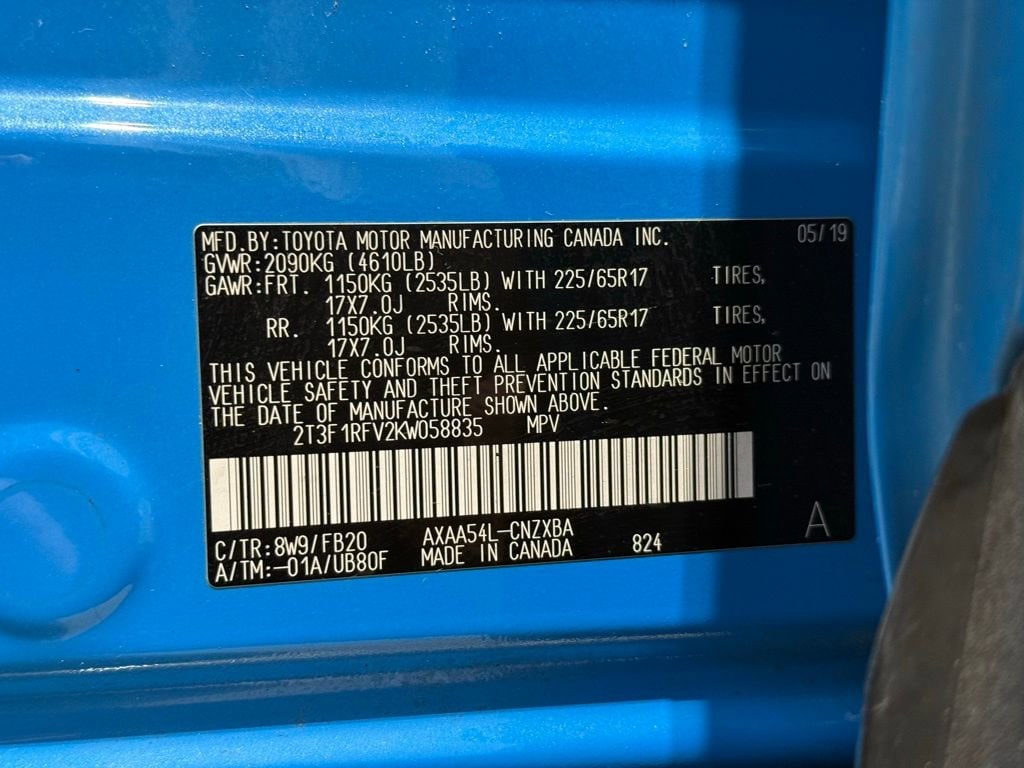 MFD.BY:TOYOTA MOTOR MANUFACTURING CANADA INC. 05/19
GVWR:2090KG (4610LB)
GAWR:FRT. 1150KG (2535LB) WITH 225/65R17 TIRES,
17X7.0J RIMS.
RR. 1150KG (2535LB) WITH 225/65R17 TIRES,
17X7.0J RIMS.
THIS VEHICLE CONFORMS TO ALL APPLICABLE FEDERAL MOTOR
VEHICLE SAFETY AND THEFT PREVENTION STANDARDS IN EFFECT ON
THE DATE OF MANUFACTURE SHOWN ABOVE.
2T3F1RFV2KW058835 MPV
C/TR:8W9/FB20 AXAA54L-CNZXBA A
A/TM:-01A/UB80F MADE IN CANADA 824